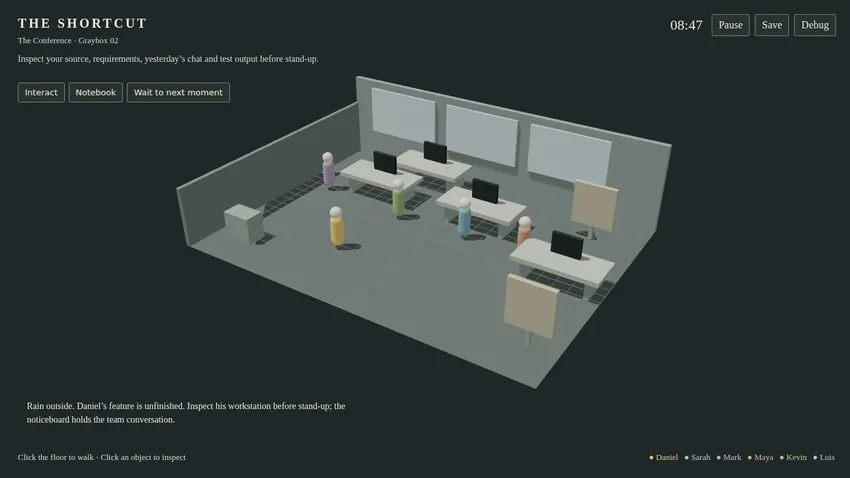 THE SHORTCUT
The Conference · Graybox 02
Inspect your source, requirements, yesterday’s chat and test output before stand-up.
08:47
Pause
Save
Debug
Interact
Notebook
Wait to next moment
Rain outside. Daniel’s feature is unfinished. Inspect his workstation before stand-up; the
noticeboard holds the team conversation.
Click the floor to walk · Click an object to inspect
Daniel
Sarah
Mark
Maya
Kevin
Luis